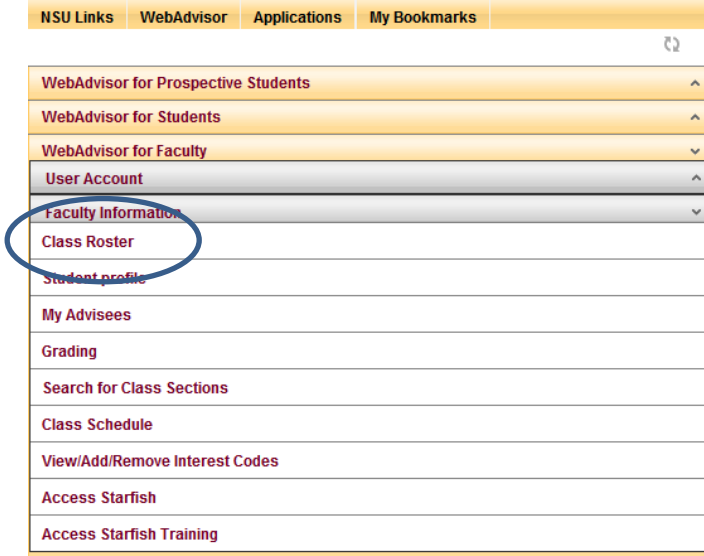 NSU Links WebAdvisor Applications My Bookmarks
WebAdvisor for Prospective Students
WebAdvisor for Students
WebAdvisor for Faculty
User Account
Faculty Information
Class Roster
Student profile
My Advisees
Grading
Search for Class Sections
Class Schedule
View/Add/Remove Interest Codes
Access Starfish
Access Starfish Training